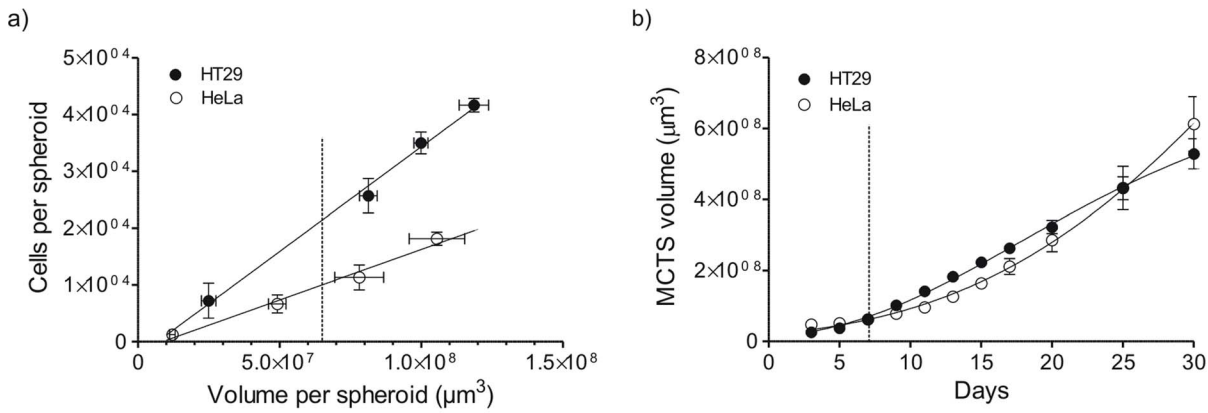 a)
5×10⁰⁴
4×10⁰⁴
3×10⁰⁴
2×10⁰⁴
1×10⁰⁴
0
Cells per spheroid
HT29
HeLa
0 5.0×10⁷ 1.0×10⁸ 1.5×10⁸
Volume per spheroid (µm³)
b)
8×10⁰⁸
6×10⁰⁸
4×10⁰⁸
2×10⁰⁸
0
MCTS volume (µm³)
HT29
HeLa
0 5 10 15 20 25 30
Days